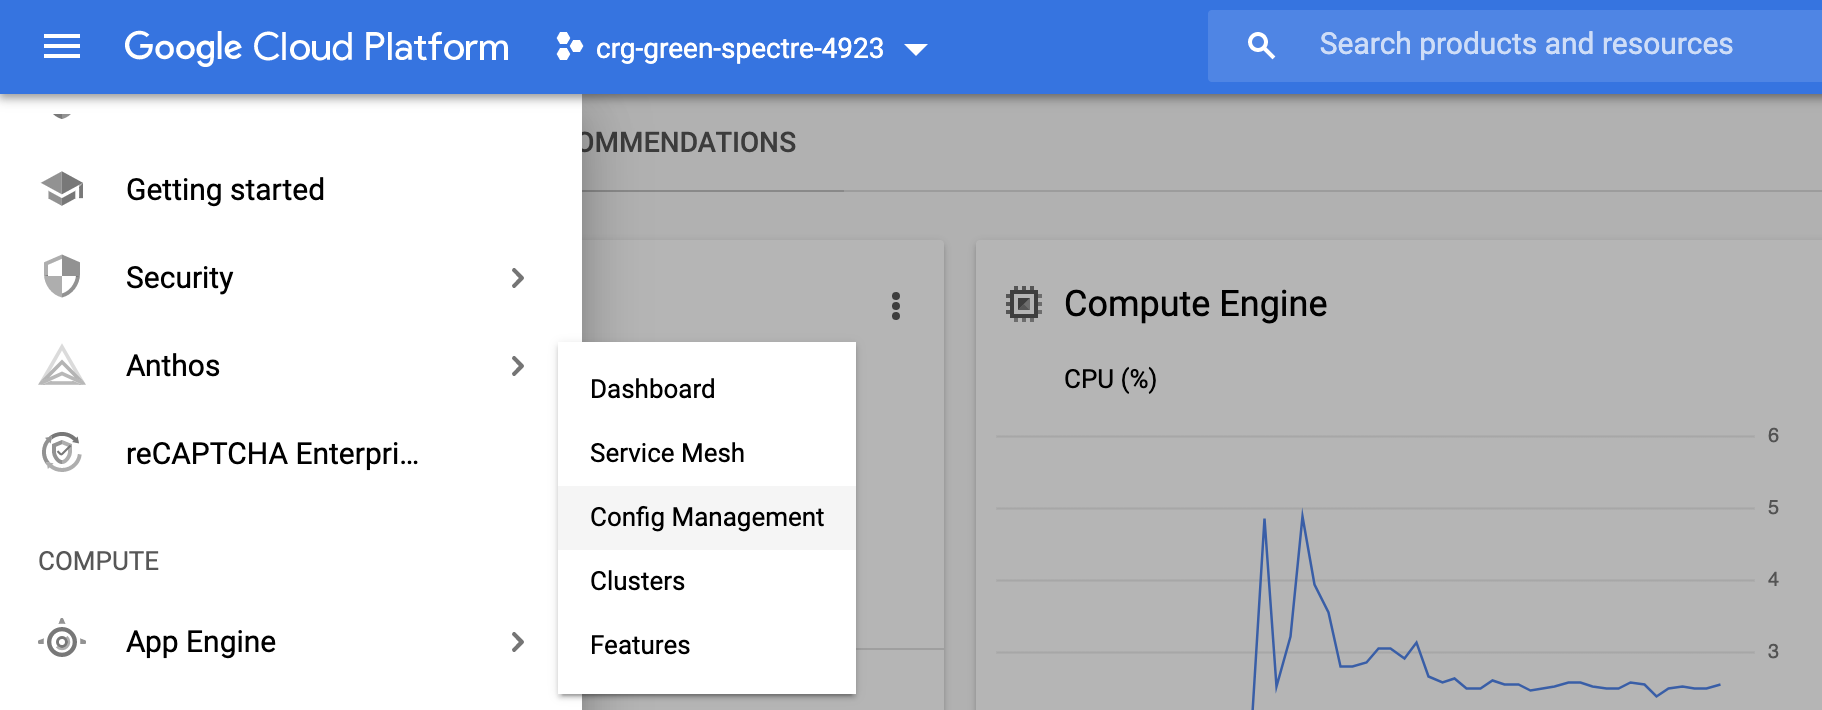 Google Cloud Platform
crg-green-spectre-4923
Search products and resources
OMMENDATIONS
Getting started
Security
Anthos
reCAPTCHA Enterpri...
COMPUTE
App Engine
Dashboard
Service Mesh
Config Management
Clusters
Features
Compute Engine
CPU (%)
6
5
4
3